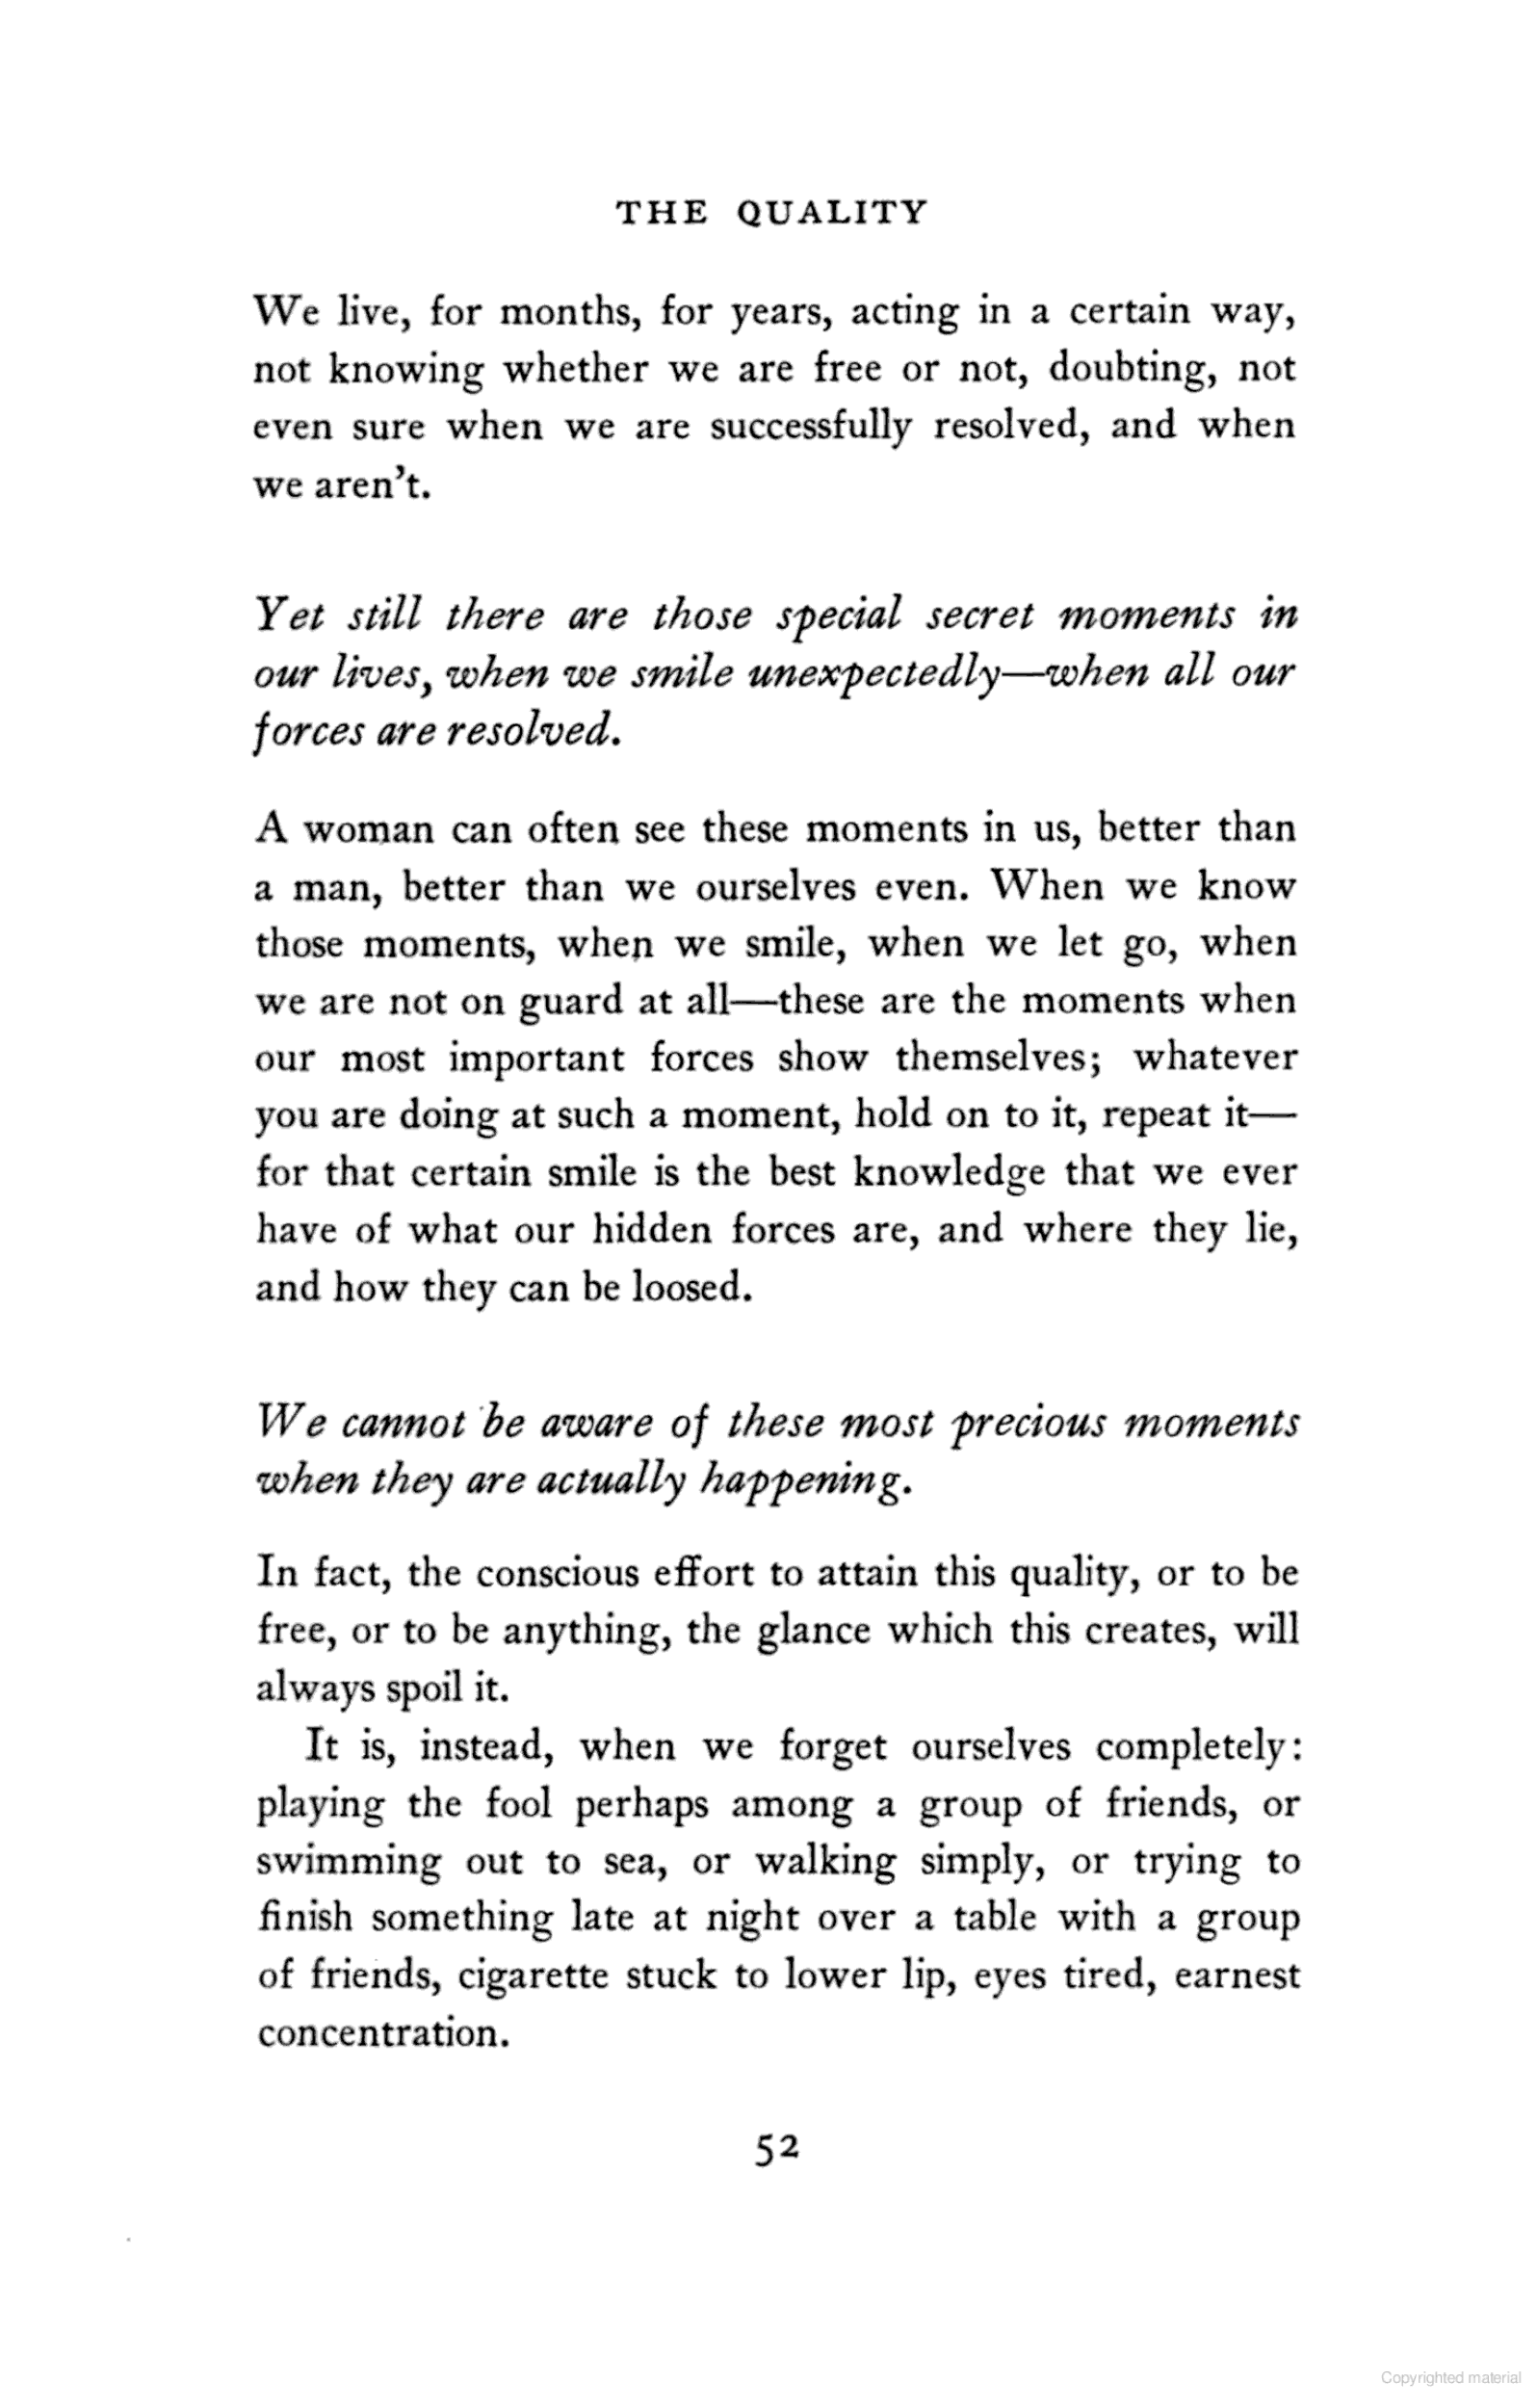 THE QUALITY
We live, for months, for years, acting in a certain way,
not knowing whether we are free or not, doubting, not
even sure when we are successfully resolved, and when
we aren't.
Yet still there are those special secret moments in
our lives, when we smile unexpectedly—when all our
forces are resolved.
A woman can often see these moments in us, better than
a man, better than we ourselves even. When we know
those moments, when we smile, when we let go, when
we are not on guard at all—these are the moments when
our most important forces show themselves; whatever
you are doing at such a moment, hold on to it, repeat it—
for that certain smile is the best knowledge that we ever
have of what our hidden forces are, and where they lie,
and how they can be loosed.
We cannot be aware of these most precious moments
when they are actually happening.
In fact, the conscious effort to attain this quality, or to be
free, or to be anything, the glance which this creates, will
always spoil it.
It is, instead, when we forget ourselves completely:
playing the fool perhaps among a group of friends, or
swimming out to sea, or walking simply, or trying to
finish something late at night over a table with a group
of friends, cigarette stuck to lower lip, eyes tired, earnest
concentration.
52
Copyrighted material